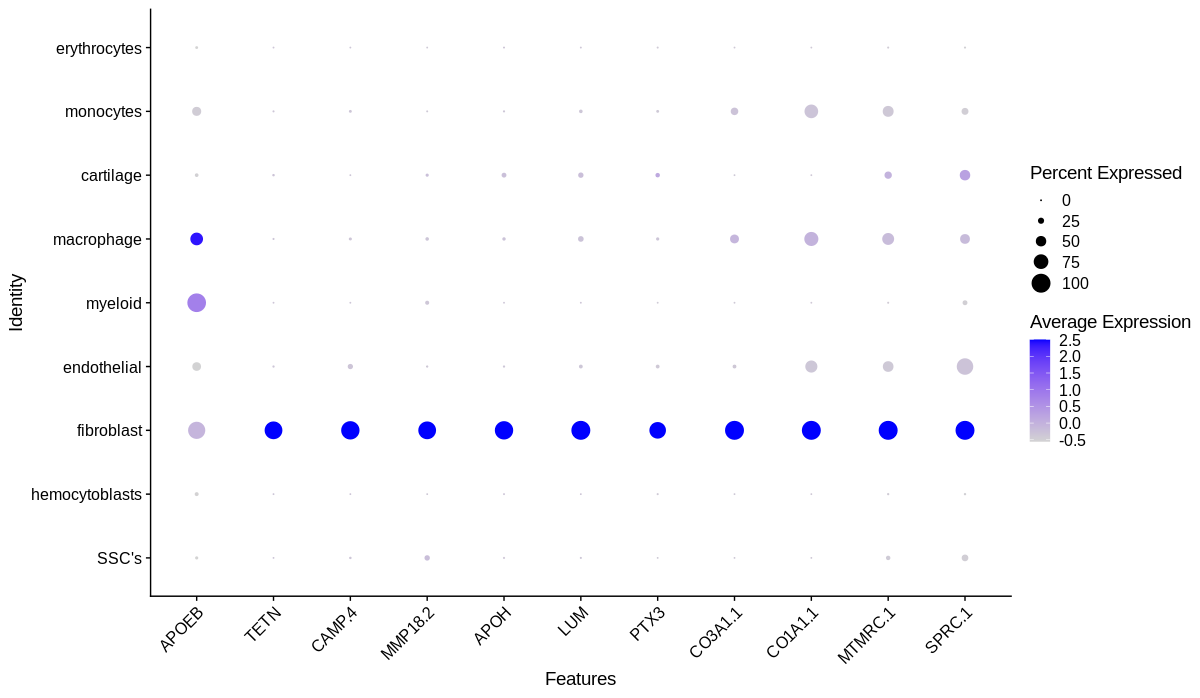 erythrocytes
monocytes
cartilage
macrophage
myeloid
endothelial
fibroblast
hemocytoblasts
SSC's
Identity
APOEB
TETN
CAMP.4
MMP18.2
APOH
LUM
PTX3
CO3A1.1
CO1A1.1
MTMRC.1
SPRC.1
Features
Percent Expressed
0
25
50
75
100
Average Expression
2.5
2.0
1.5
1.0
0.5
0.0
-0.5